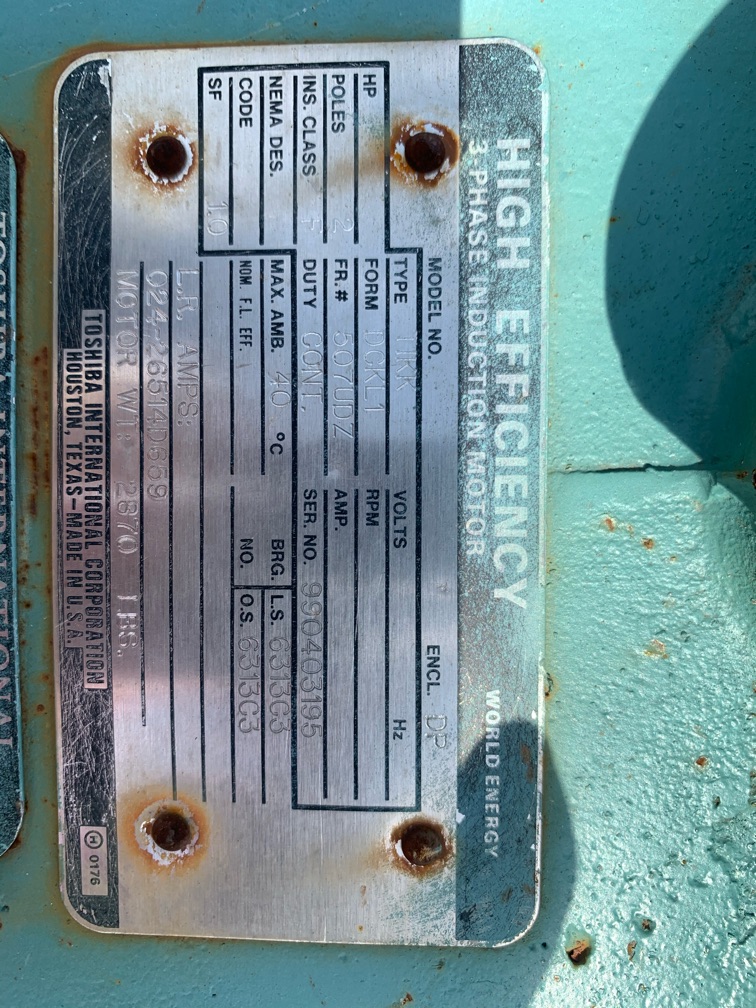 HIGH EFFICIENCY
3-PHASE INDUCTION MOTOR
WORLD ENERGY
MODEL NO. ENCL. DP
HP TYPE TIKK VOLTS Hz
POLES 2 FORM DCKL1 RPM
INS. CLASS F FR. # 507UDZ AMP.
NEMA DES. DUTY CONT. SER. NO. 990403195
CODE MAX. AMB. 40 °C BRG. L.S. 6313C3
SF 1.0 NOM. F.L. EFF. NO. O.S. 6313C3
L.R. AMPS:
024-26514D669
MOTOR WT: 2870 LBS.
TOSHIBA INTERNATIONAL CORPORATION
HOUSTON, TEXAS-MADE IN U.S.A.
H 0176